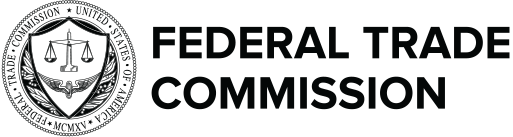 FEDERAL TRADE COMMISSION ★ UNITED STATES OF AMERICA
★ MCMXV ★
FEDERAL TRADE
COMMISSION